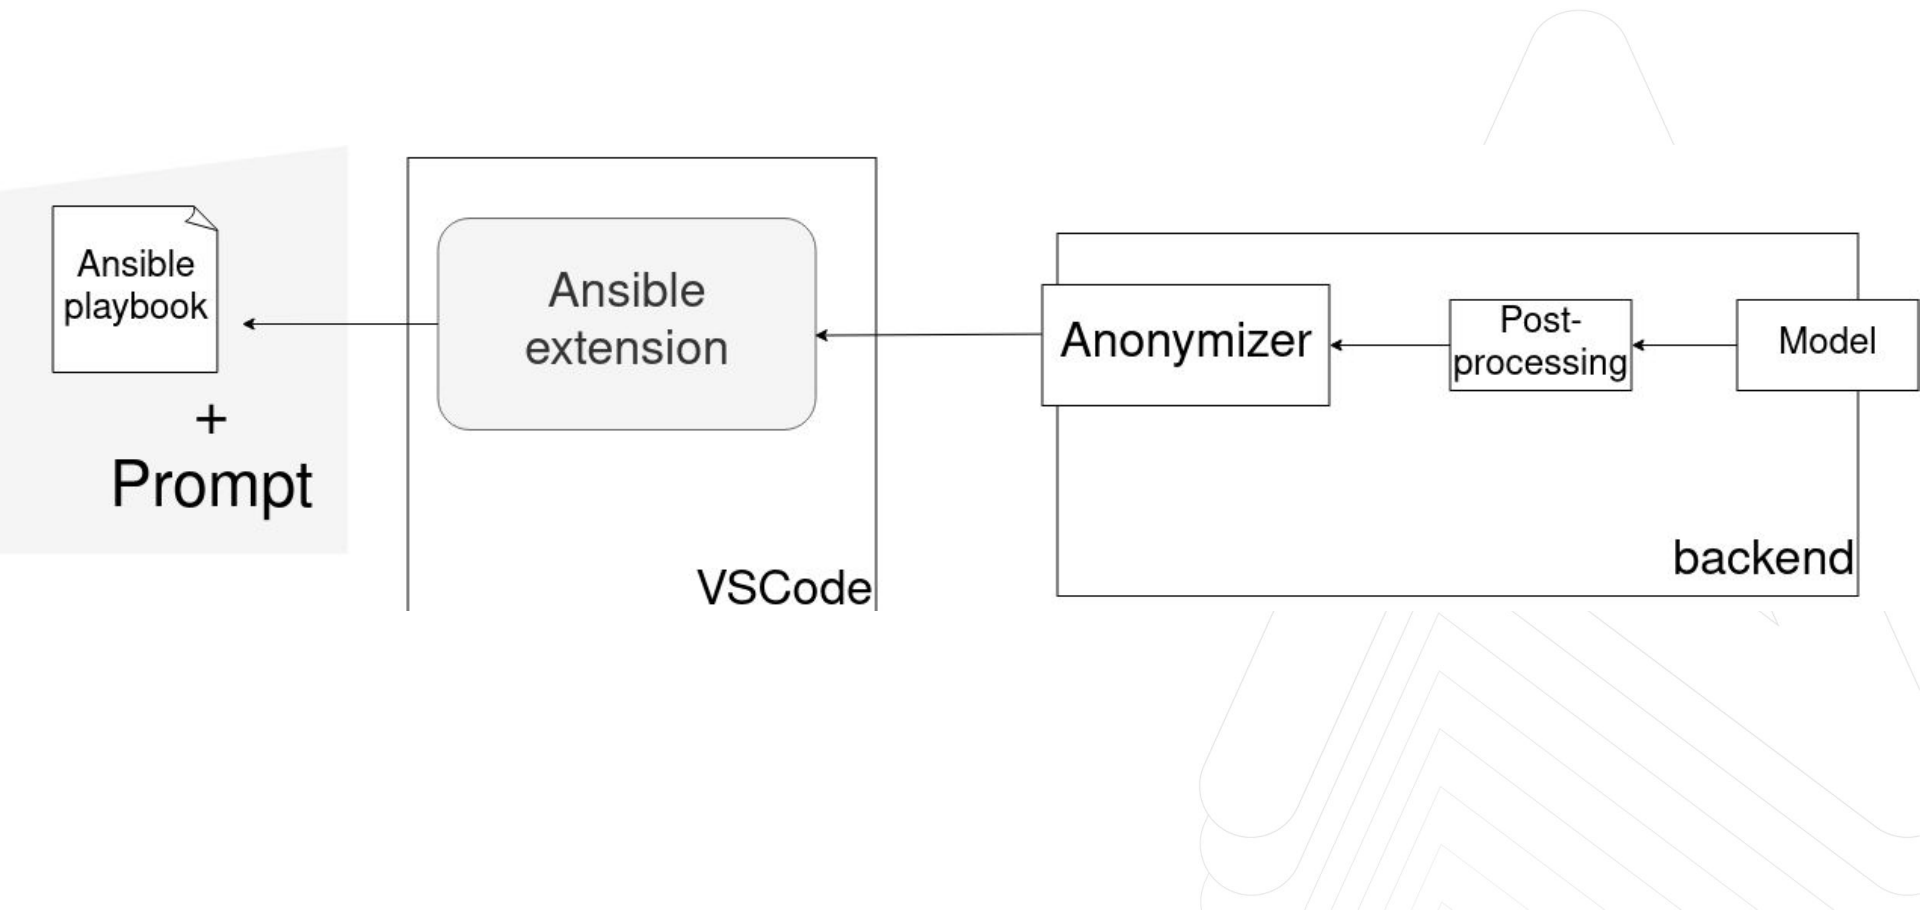 Ansible
playbook
+
Prompt
Ansible
extension
VSCode
Anonymizer
Post-
processing
Model
backend